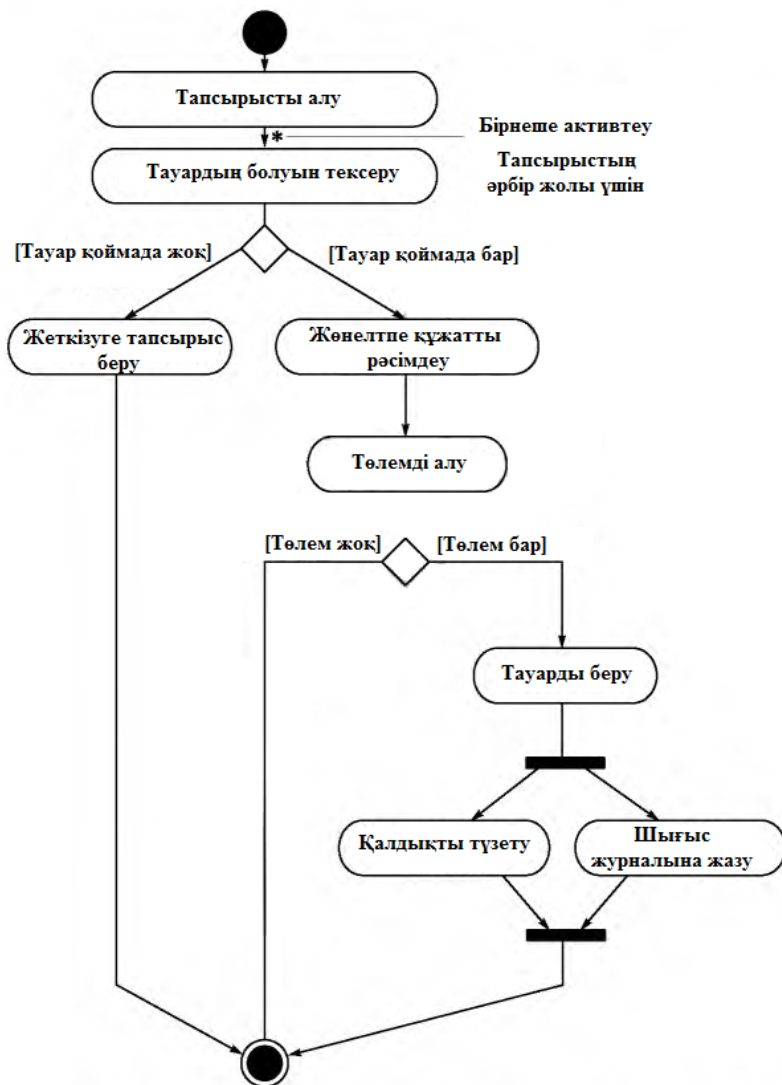 Тапсырысты алу
*
Бірнеше активтеу
Тапсырыстың
әрбір жолы үшін
Тауардың болуын тексеру
[Тауар қоймада жоқ]
[Тауар қоймада бар]
Жеткізуге тапсырыс
беру
Жөнелтпе құжатты
рәсімдеу
Төлемді алу
[Төлем жоқ]
[Төлем бар]
Тауарды беру
Қалдықты түзету
Шығыс
журналына жазу